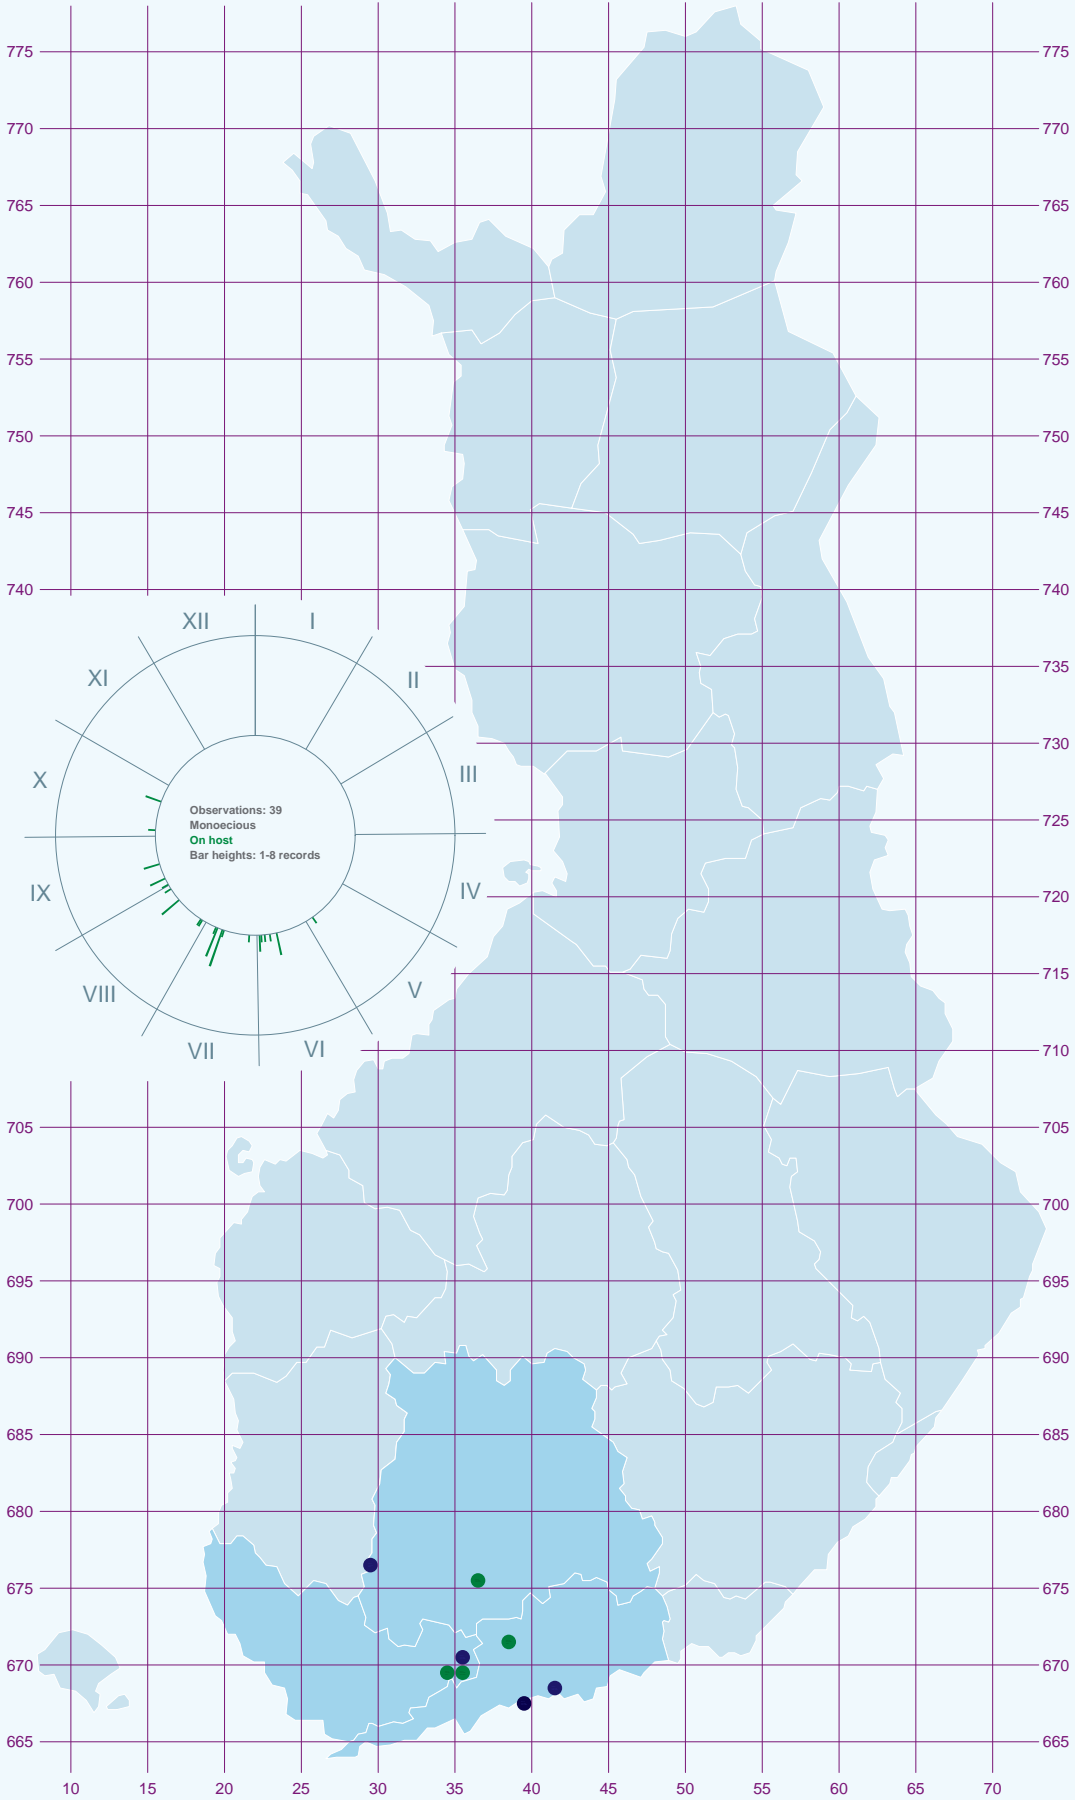 775 775
770 770
765 765
760 760
755 755
750 750
745 745
740 740
XII I
XI II
735
730
X III
Observations: 39
Monoecious
On host
Bar heights: 1-8 records
725
IX IV
720
VIII V
715
VII VI
710
705 705
700 700
695 695
690 690
685 685
680 680
675 675
670 670
665 665
10 15 20 25 30 35 40 45 50 55 60 65 70